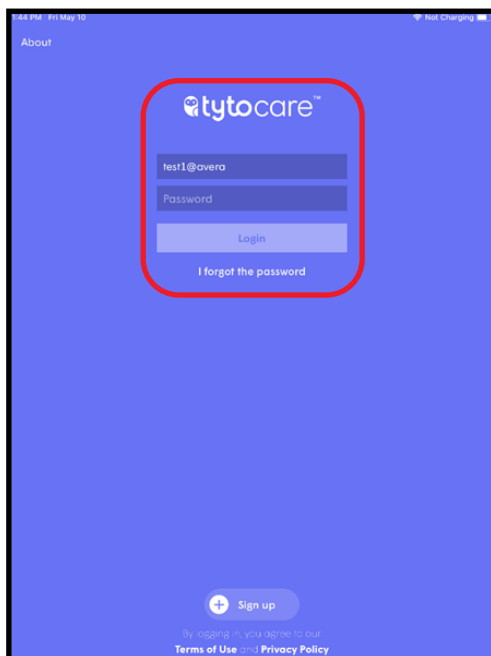 1:44 PM Fri May 10 Not Charging
About
tytocare™
test1@avera
Password
Login
I forgot the password
Sign up
By logging in, you agree to our
Terms of Use and Privacy Policy